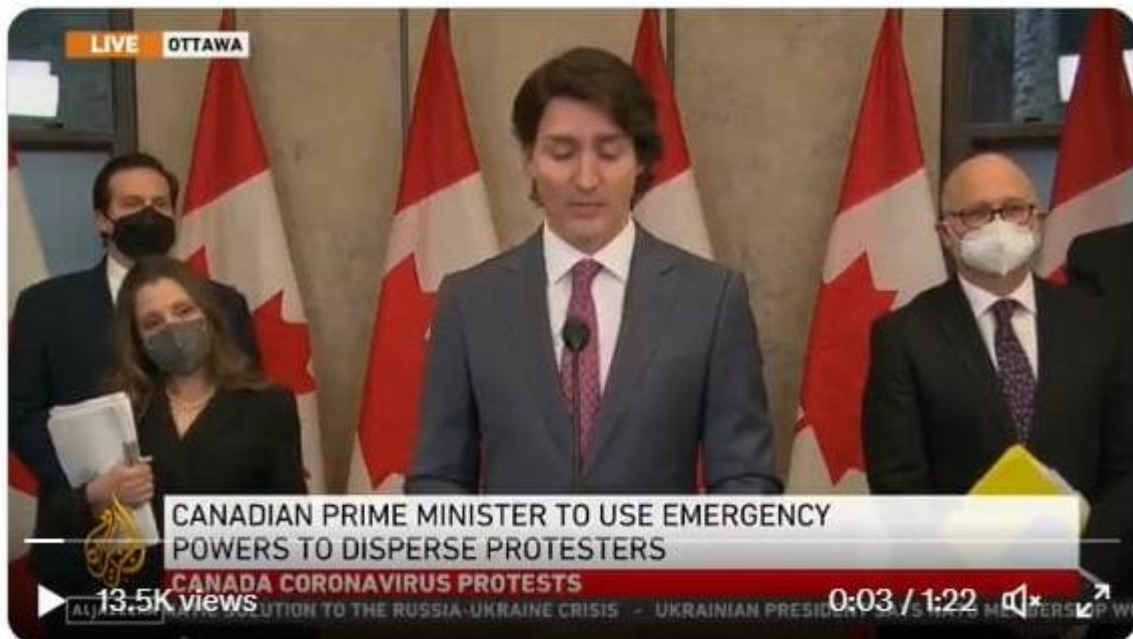 LIVE OTTAWA
CANADIAN PRIME MINISTER TO USE EMERGENCY
POWERS TO DISPERSE PROTESTERS
CANADA CORONAVIRUS PROTESTS
13.5K views
0:03 / 1:22
SOLUTION TO THE RUSSIA-UKRAINE CRISIS - UKRAINIAN